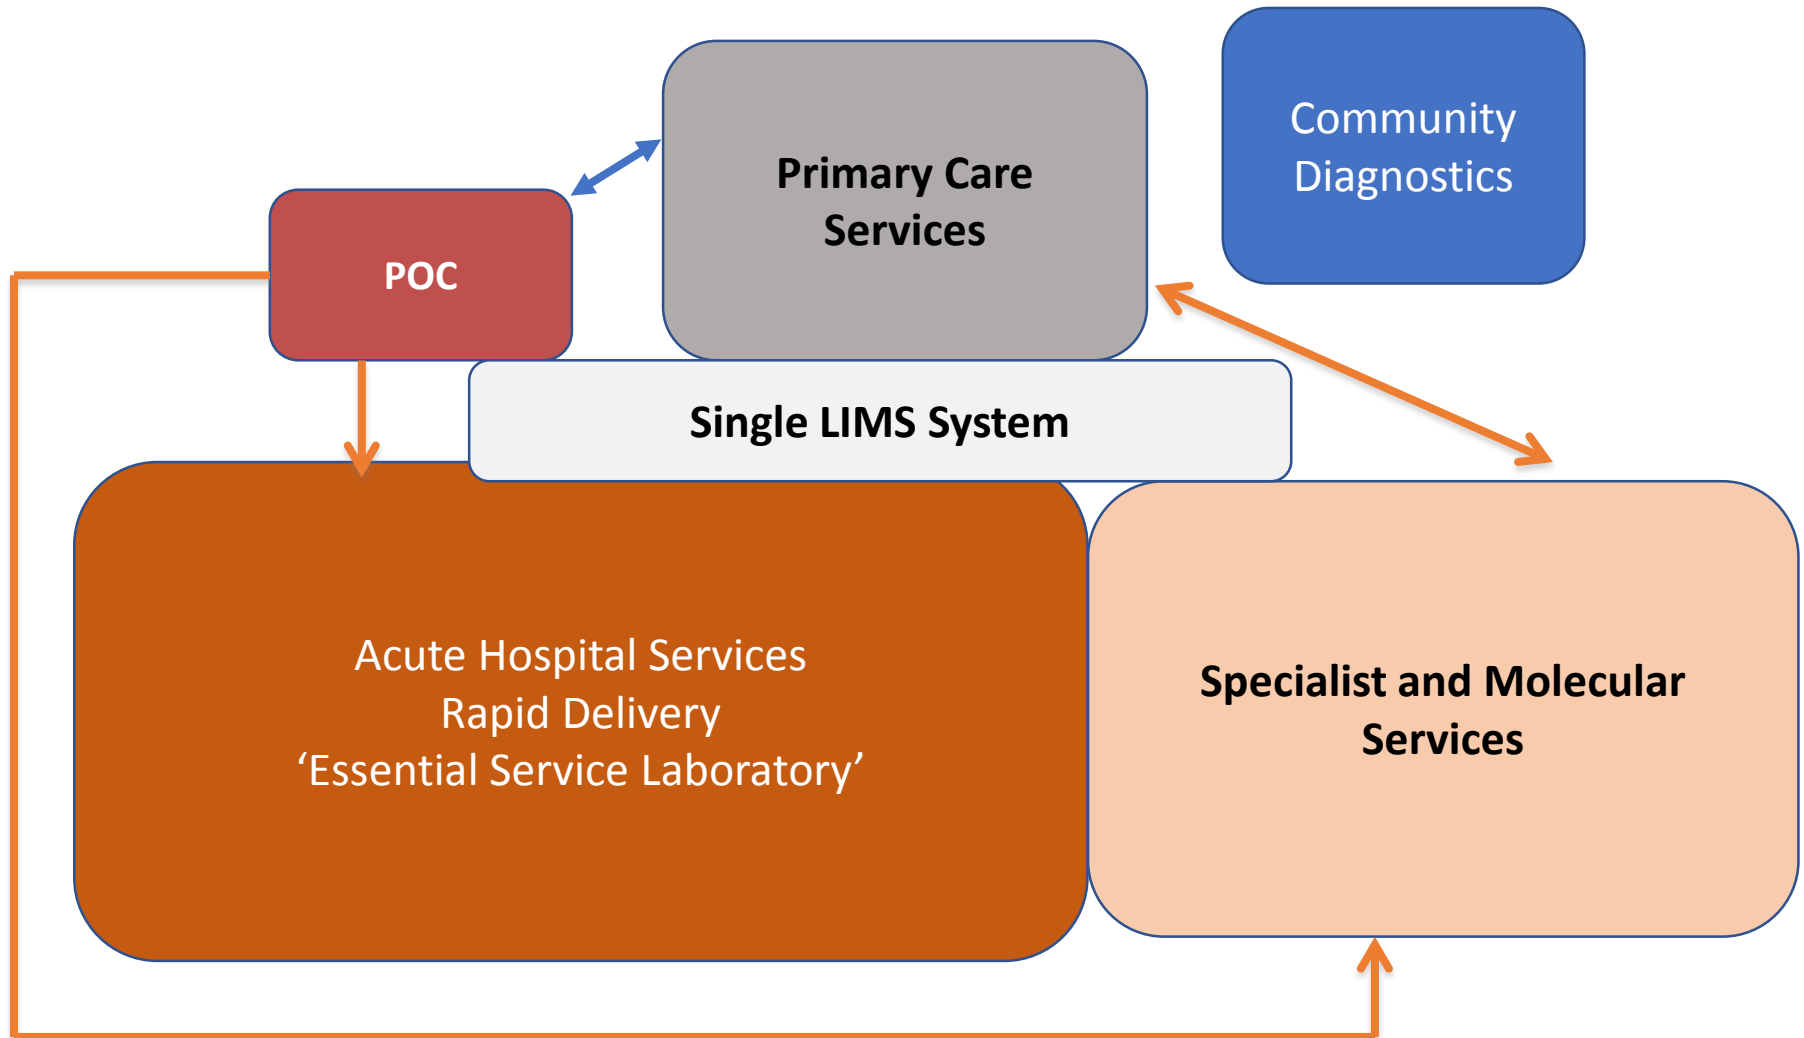 Community
Diagnostics
Primary Care
Services
POC
Single LIMS System
Acute Hospital Services
Rapid Delivery
‘Essential Service Laboratory’
Specialist and Molecular
Services